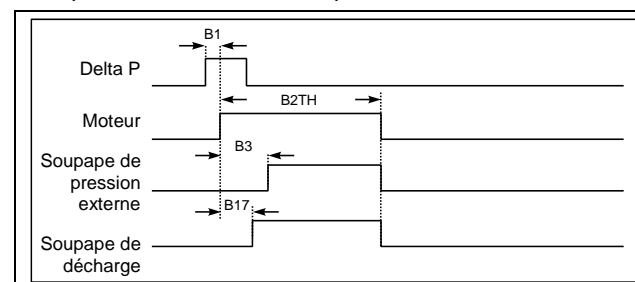 B1
Delta P
B2TH
Moteur
B3
Soupape de
pression
externe
B17
Soupape de
décharge